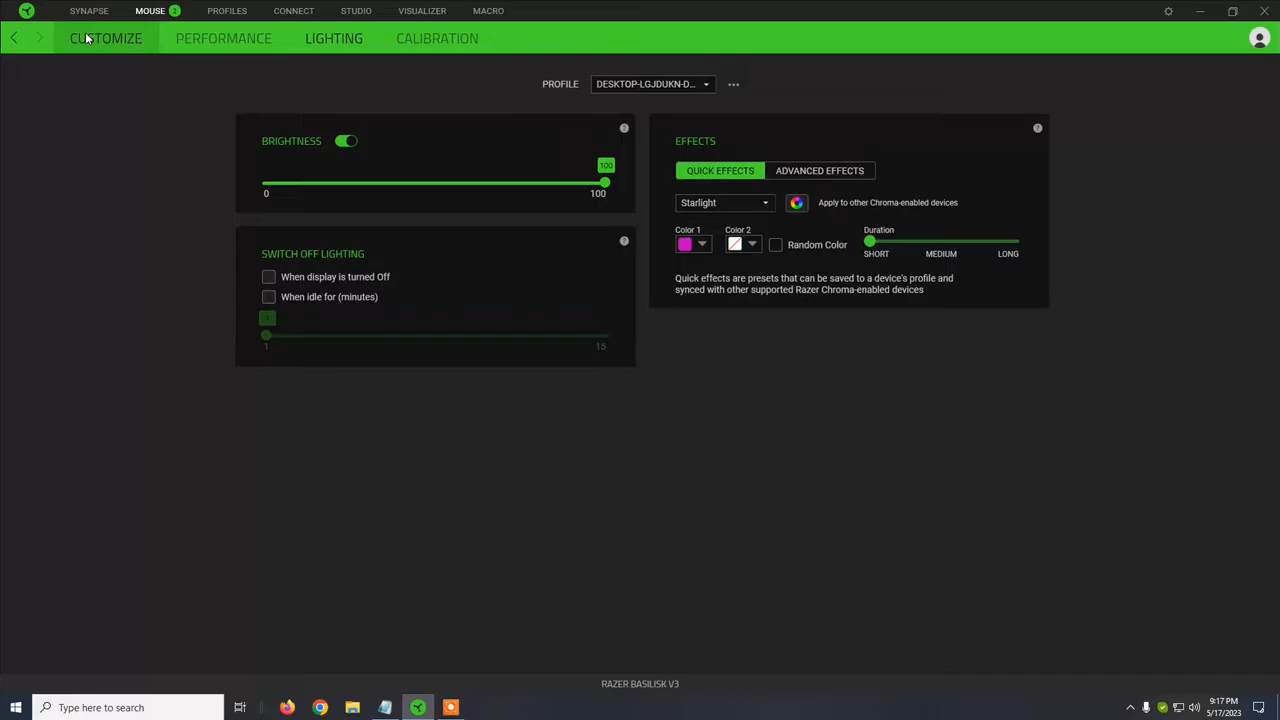 SYNAPSE MOUSE 2 PROFILES CONNECT STUDIO VISUALIZER MACRO
CUSTOMIZE PERFORMANCE LIGHTING CALIBRATION
PROFILE DESKTOP-LGJDUKN-D... •••
BRIGHTNESS
?
100
0 100
SWITCH OFF LIGHTING
?
When display is turned Off
When idle for (minutes)
1
1 15
EFFECTS
?
QUICK EFFECTS ADVANCED EFFECTS
Starlight Apply to other Chroma-enabled devices
Color 1 Color 2 Duration
Random Color
SHORT MEDIUM LONG
Quick effects are presets that can be saved to a device's profile and
synced with other supported Razer Chroma-enabled devices
RAZER BASILISK V3
Type here to search
9:17 PM
5/17/2023